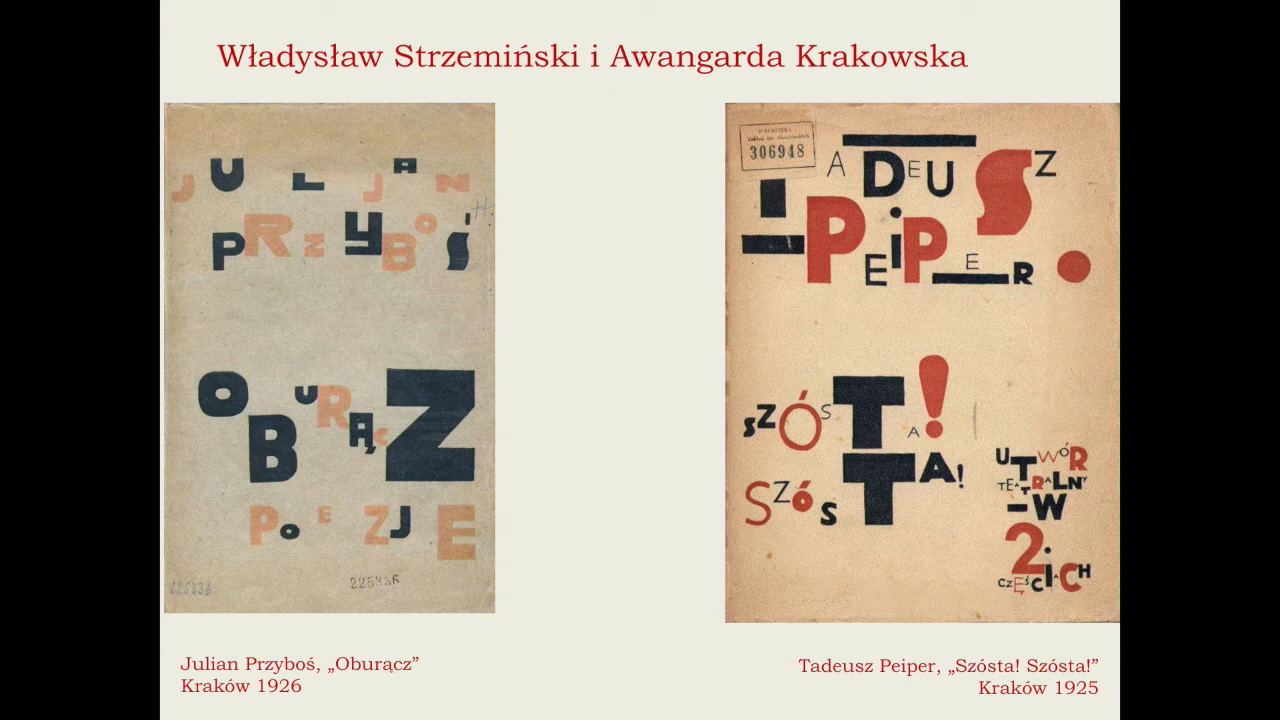 Władysław Strzemiński i Awangarda Krakowska
JULJAN
PRZYBOŚ
OBURĄCZ
POEZJE
225336
306948
TADEUSZ
PEIPER.
SZÓSTA!
SZÓSTA!
UTWÓR
TEATRALNY
W
2
CZĘŚCIACH
Julian Przyboś, „Oburącz”
Kraków 1926
Tadeusz Peiper, „Szósta! Szósta!”
Kraków 1925